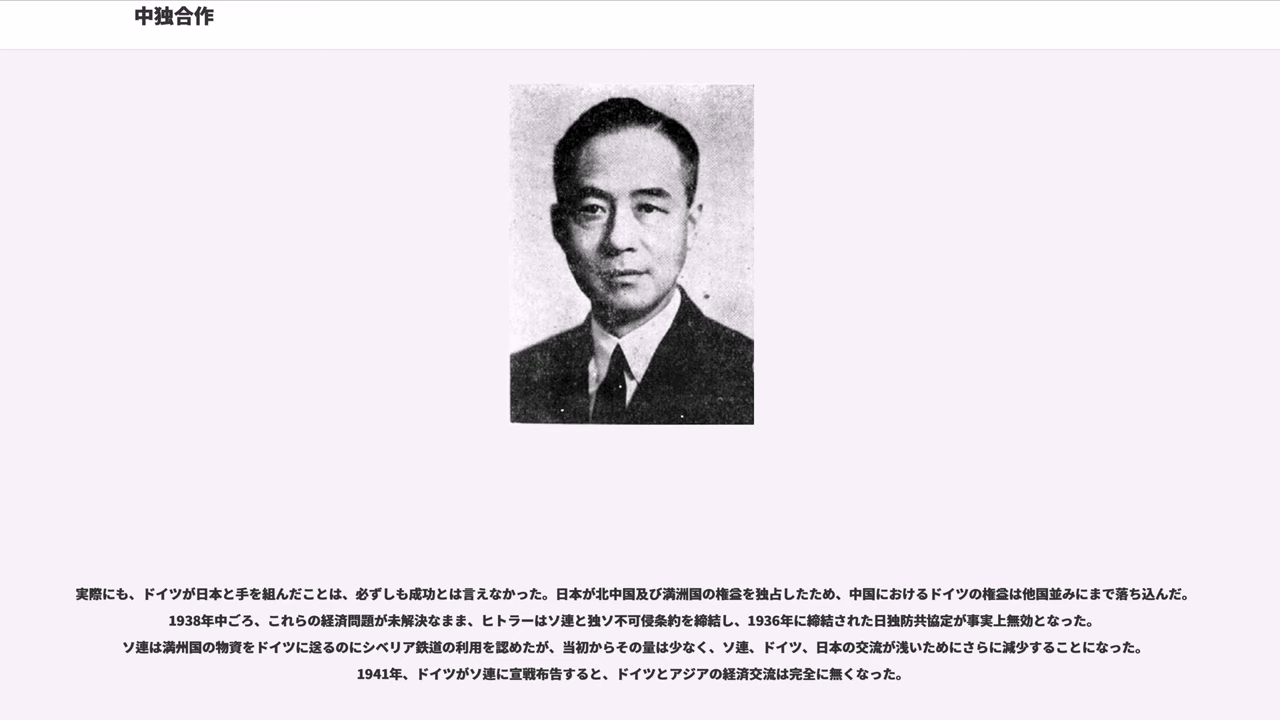 中独合作
実際にも、ドイツが日本と手を組んだことは、必ずしも成功とは言えなかった。日本が北中国及び満洲国の権益を独占したため、中国におけるドイツの権益は他国並みにまで落ち込んだ。
1938年中ごろ、これらの経済問題が未解決なまま、ヒトラーはソ連と独ソ不可侵条約を締結し、1936年に締結された日独防共協定が事実上無効となった。
ソ連は満州国の物資をドイツに送るのにシベリア鉄道の利用を認めたが、当初からその量は少なく、ソ連、ドイツ、日本の交流が浅いためにさらに減少することになった。
1941年、ドイツがソ連に宣戦布告すると、ドイツとアジアの経済交流は完全に無くなった。